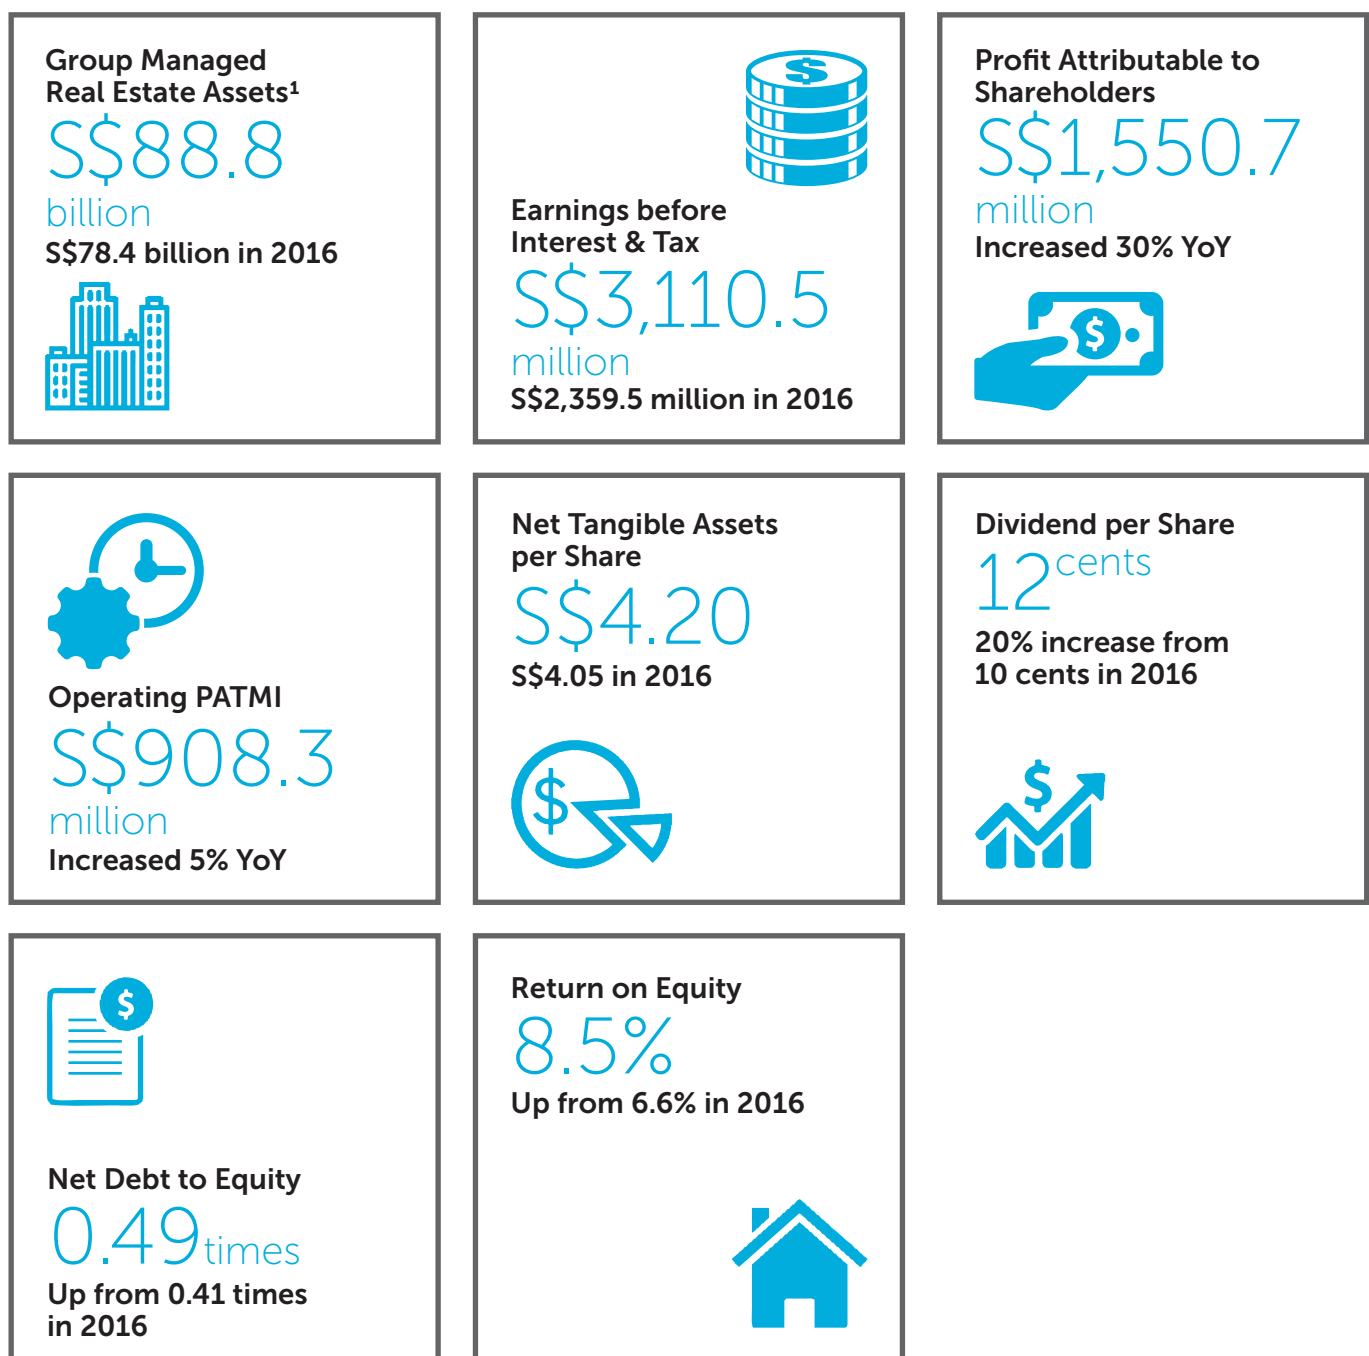 Group Managed
Real Estate Assets¹
S$88.8
billion
S$78.4 billion in 2016
Earnings before
Interest & Tax
S$3,110.5
million
S$2,359.5 million in 2016
Profit Attributable to
Shareholders
S$1,550.7
million
Increased 30% YoY
Operating PATMI
S$908.3
million
Increased 5% YoY
Net Tangible Assets
per Share
S$4.20
S$4.05 in 2016
Dividend per Share
12 cents
20% increase from
10 cents in 2016
Net Debt to Equity
0.49 times
Up from 0.41 times
in 2016
Return on Equity
8.5%
Up from 6.6% in 2016